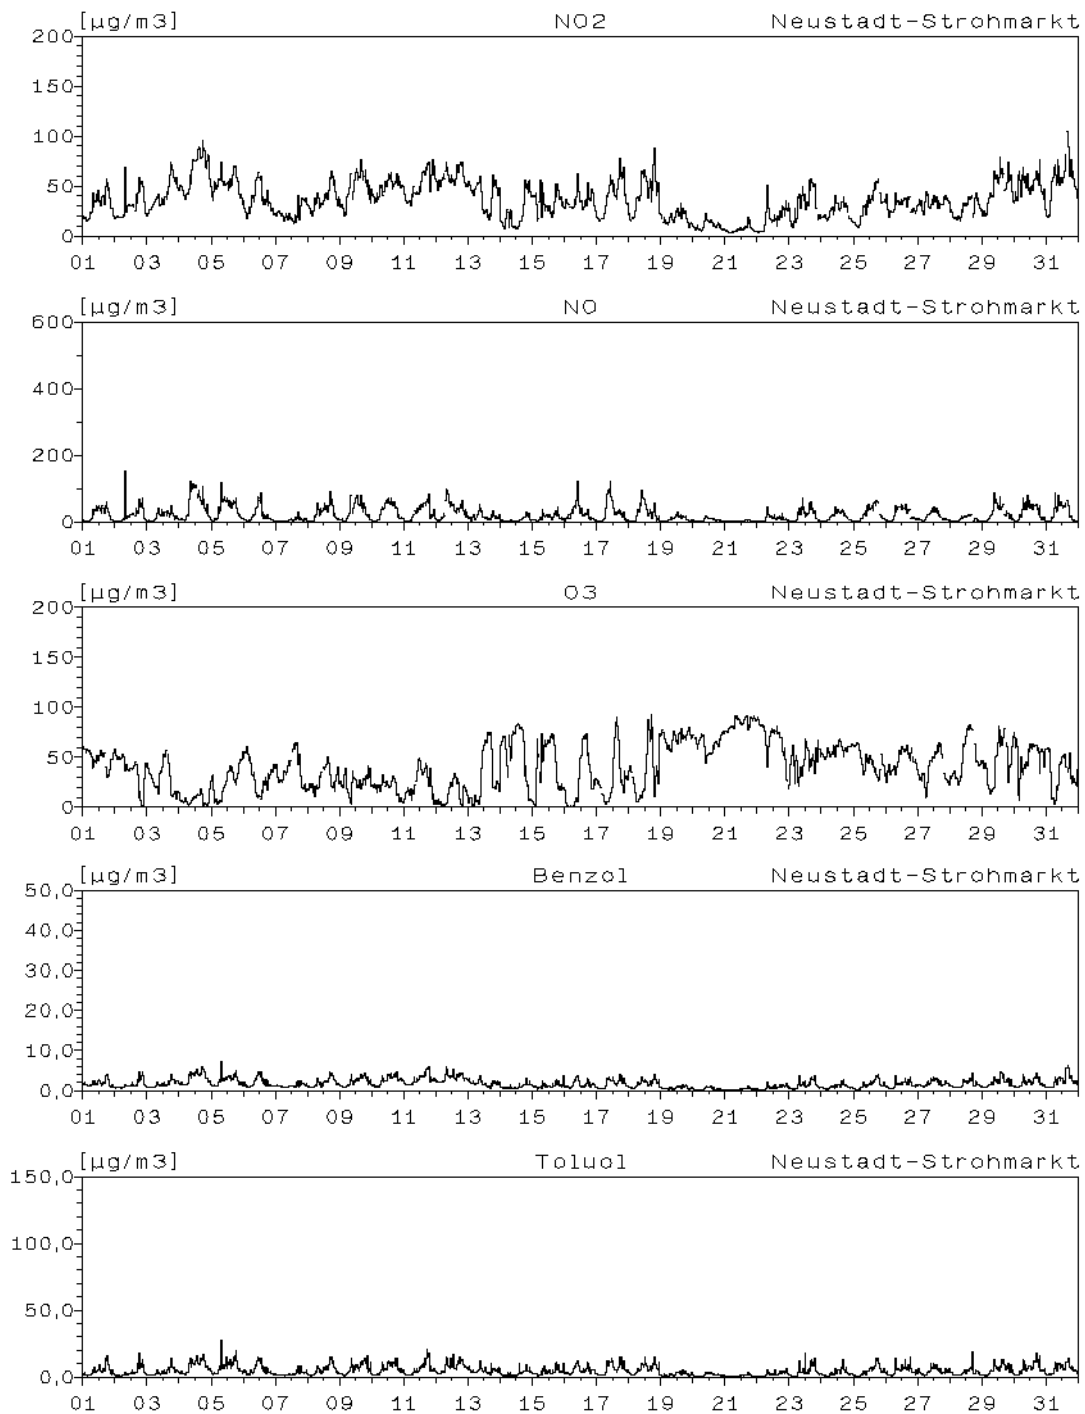 [µg/m3] NO2 Neustadt-Strohmarkt
200
150
100
50
0
01 03 05 07 09 11 13 15 17 19 21 23 25 27 29 31
[µg/m3] NO Neustadt-Strohmarkt
600
400
200
0
01 03 05 07 09 11 13 15 17 19 21 23 25 27 29 31
[µg/m3] O3 Neustadt-Strohmarkt
200
150
100
50
0
01 03 05 07 09 11 13 15 17 19 21 23 25 27 29 31
[µg/m3] Benzol Neustadt-Strohmarkt
50,0
40,0
30,0
20,0
10,0
0,0
01 03 05 07 09 11 13 15 17 19 21 23 25 27 29 31
[µg/m3] Toluol Neustadt-Strohmarkt
150,0
100,0
50,0
0,0
01 03 05 07 09 11 13 15 17 19 21 23 25 27 29 31